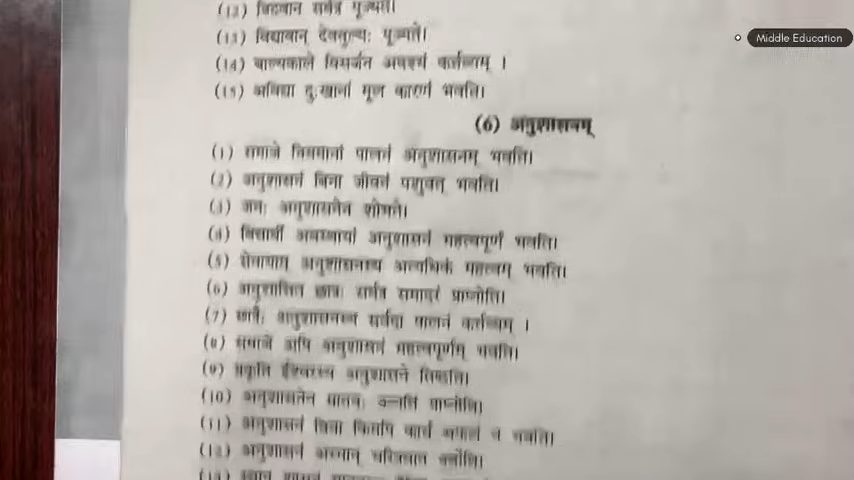 (12) विद्वान सर्वत्र पूज्यते।
Middle Education
(13) विद्यावान् देवतुल्यः पूज्यते।
(14) बाल्यकाले विसर्जन अवश्यं कर्तव्यम् ।
(15) अविद्या दुःखानां मूल कारणं भवति।
(6) अनुशासनम्
(1) समाजे नियमानां पालनं अनुशासनम् भवति।
(2) अनुशासनं बिना जीवनं पशुवत् भवति।
(3) जनः अनुशासनेन शोभते।
(4) विद्यार्थी अवस्थायां अनुशासनं महत्वपूर्णं भवति।
(5) सेनायाम् अनुशासनस्य अत्यधिकं महत्वम् भवति।
(6) अनुशासित छात्रः सर्वत्र समादरं प्राप्नोति।
(7) छात्रैः अनुशासनस्य सर्वदा पालनं कर्तव्यम् ।
(8) समाजे अपि अनुशासनं महत्वपूर्णम् भवति।
(9) प्रकृति ईश्वरस्य अनुशासने तिष्ठति।
(10) अनुशासनेन मानवः उन्नतिं प्राप्नोति।
(11) अनुशासनं विना किमपि कार्य सफलं न भवति।
(12) अनुशासनं अस्मान्
(13)